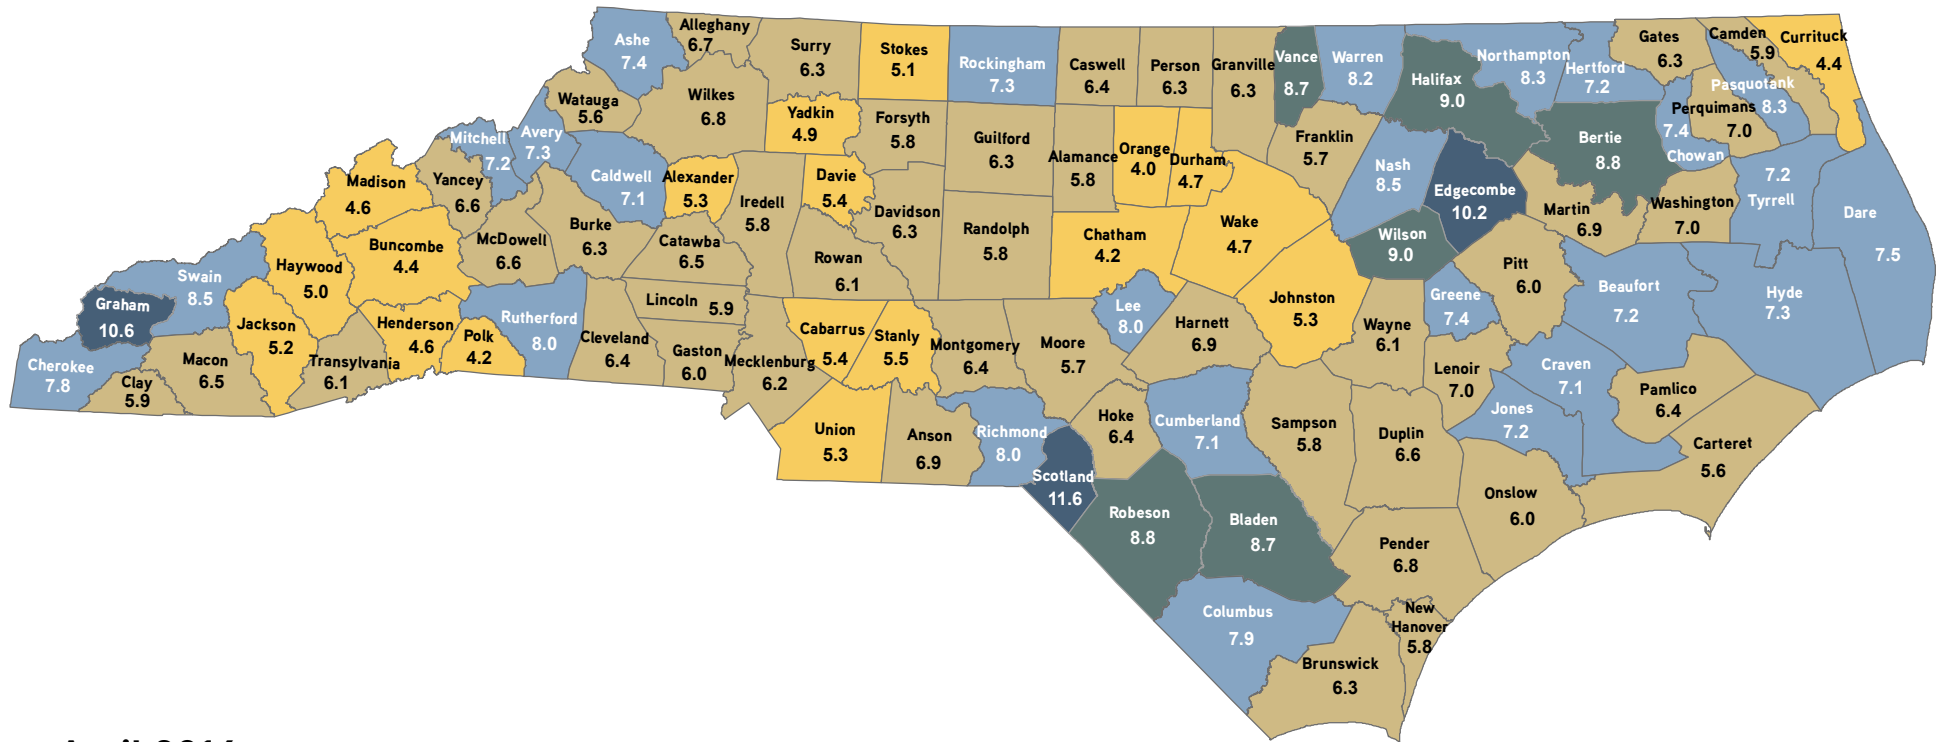 Alleghany
6.7
Ashe
7.4
Surry
6.3
Stokes
5.1
Rockingham
7.3
Caswell
6.4
Person
6.3
Granville
6.3
Vance
8.7
Warren
8.2
Halifax
9.0
Northampton
8.3
Hertford
7.2
Gates
6.3
Camden
5.9
Currituck
4.4
Pasquotank
8.3
Perquimans
7.0
7.4
Chowan
Watauga
5.6
Wilkes
6.8
Yadkin
4.9
Forsyth
5.8
Guilford
6.3
Alamance
5.8
Orange
4.0
Durham
4.7
Franklin
5.7
Nash
8.5
Edgecombe
10.2
Bertie
8.8
Martin
6.9
Washington
7.0
7.2
Tyrrell
Dare
7.5
Mitchell
7.2
Avery
7.3
Caldwell
7.1
Alexander
5.3
Iredell
5.8
Davie
5.4
Davidson
6.3
Randolph
5.8
Chatham
4.2
Wake
4.7
Wilson
9.0
Madison
4.6
Yancey
6.6
McDowell
6.6
Burke
6.3
Catawba
6.5
Rowan
6.1
Buncombe
4.4
Haywood
5.0
Swain
8.5
Graham
10.6
Cherokee
7.8
Clay
5.9
Macon
6.5
Jackson
5.2
Transylvania
6.1
Henderson
4.6
Polk
4.2
Rutherford
8.0
Cleveland
6.4
Lincoln 5.9
Gaston
6.0
Mecklenburg
6.2
Cabarrus
5.4
Stanly
5.5
Montgomery
6.4
Moore
5.7
Lee
8.0
Harnett
6.9
Johnston
5.3
Wayne
6.1
Greene
7.4
Pitt
6.0
Beaufort
7.2
Hyde
7.3
Lenoir
7.0
Craven
7.1
Pamlico
6.4
Jones
7.2
Carteret
5.6
Union
5.3
Anson
6.9
Richmond
8.0
Scotland
11.6
Hoke
6.4
Cumberland
7.1
Sampson
5.8
Duplin
6.6
Onslow
6.0
Robeson
8.8
Bladen
8.7
Pender
6.8
Columbus
7.9
New
Hanover
5.8
Brunswick
6.3